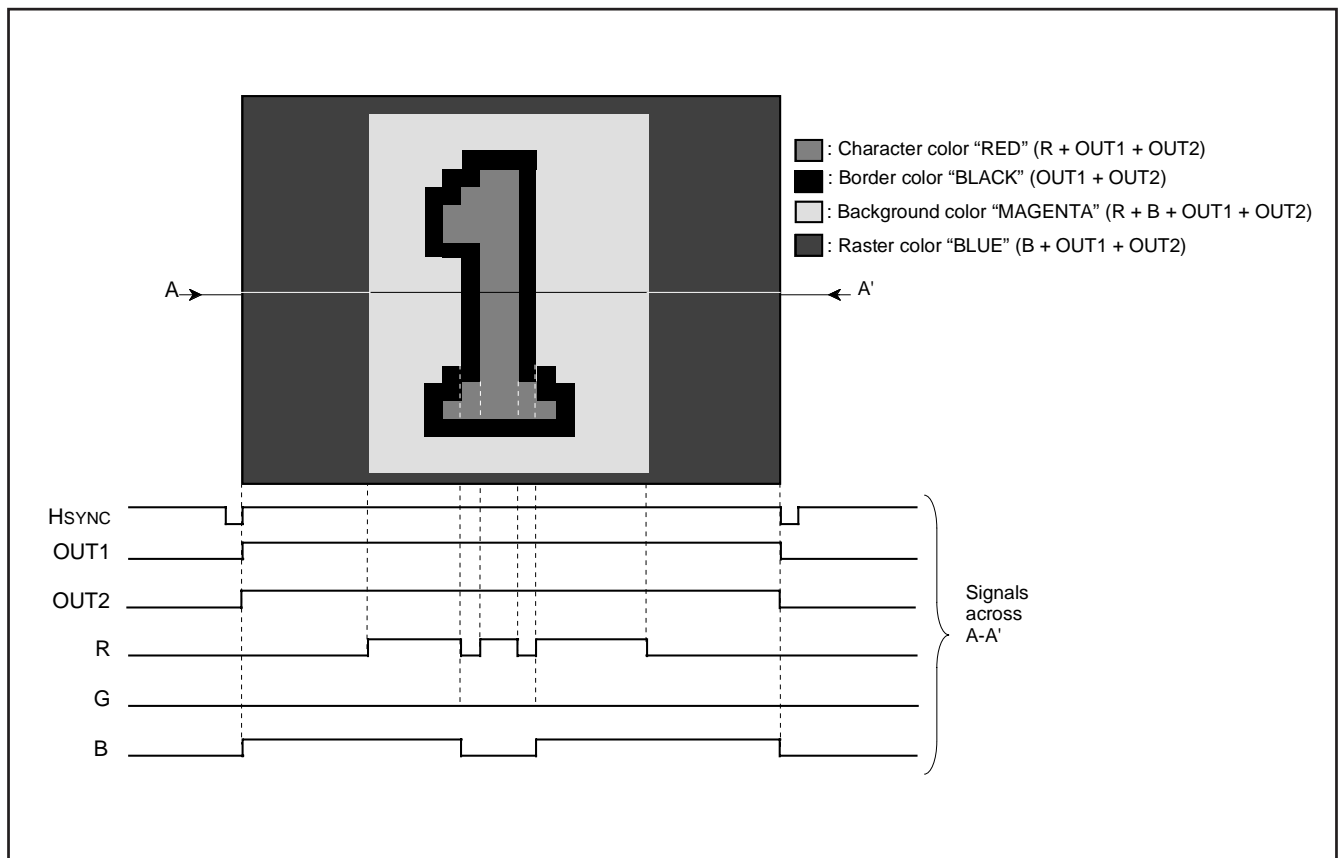 : Character color “RED” (R + OUT1 + OUT2)
: Border color “BLACK” (OUT1 + OUT2)
: Background color “MAGENTA” (R + B + OUT1 + OUT2)
: Raster color “BLUE” (B + OUT1 + OUT2)
A
A'
HSYNC
OUT1
OUT2
R
G
B
Signals
across
A-A'